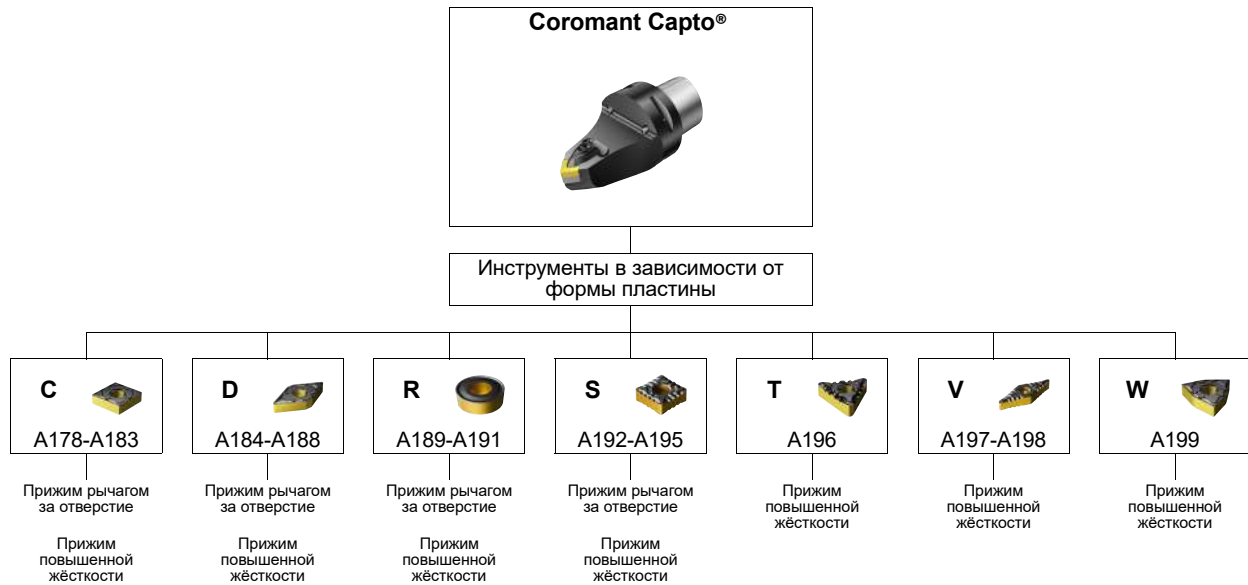 Coromant Capto®
Инструменты в зависимости от
формы пластины
C
A178-A183
D
A184-A188
R
A189-A191
S
A192-A195
T
A196
V
A197-A198
W
A199
Прижим рычагом
за отверстие
Прижим
повышенной
жёсткости
Прижим рычагом
за отверстие
Прижим
повышенной
жёсткости
Прижим рычагом
за отверстие
Прижим
повышенной
жёсткости
Прижим рычагом
за отверстие
Прижим
повышенной
жёсткости
Прижим
повышенной
жёсткости
Прижим
повышенной
жёсткости
Прижим
повышенной
жёсткости